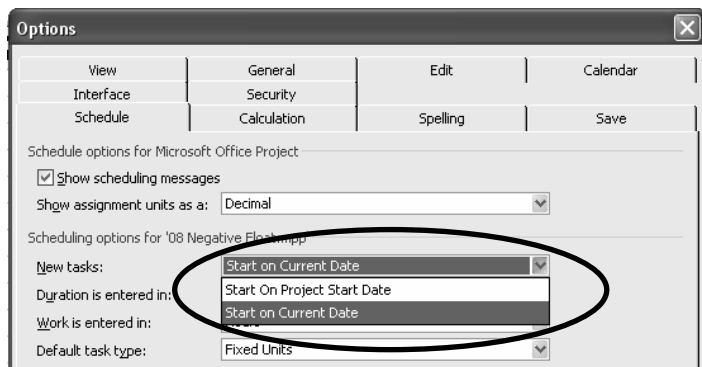 Options
View General Edit Calendar
Interface Security
Schedule Calculation Spelling Save
Schedule options for Microsoft Office Project
Show scheduling messages
Show assignment units as a: Decimal
Scheduling options for '08 Negative Float.mpp
New tasks: Start on Current Date
Duration is entered in: Start On Project Start Date
Start on Current Date
Work is entered in:
Default task type: Fixed Units